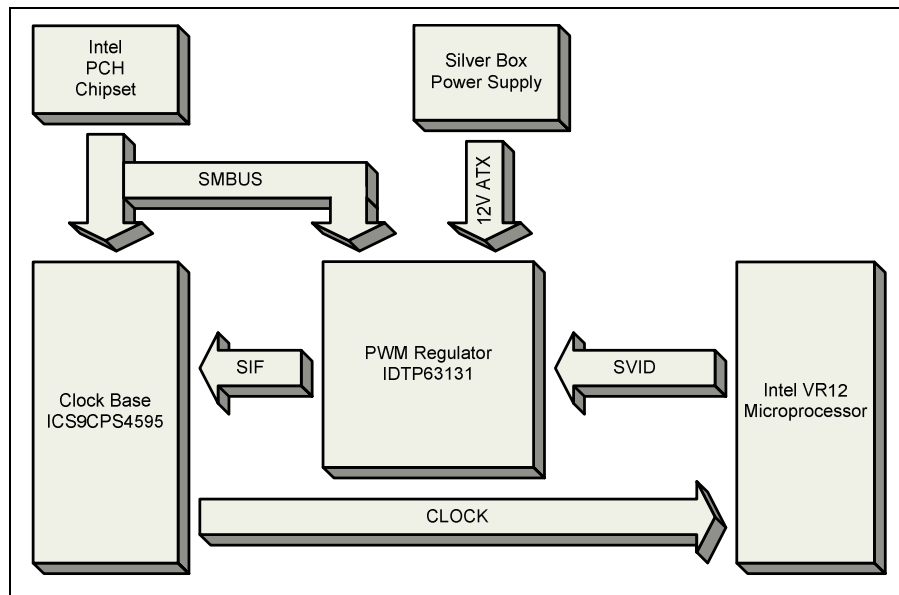 Intel
PCH
Chipset
Silver Box
Power Supply
SMBUS
12V ATX
Clock Base
ICS9CPS4595
SIF
PWM Regulator
IDTP63131
SVID
Intel VR12
Microprocessor
CLOCK